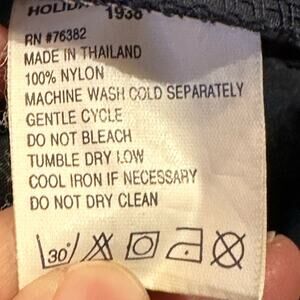 1938
RN #76382
MADE IN THAILAND
100% NYLON
MACHINE WASH COLD SEPARATELY
GENTLE CYCLE
DO NOT BLEACH
TUMBLE DRY LOW
COOL IRON IF NECESSARY
DO NOT DRY CLEAN
30°